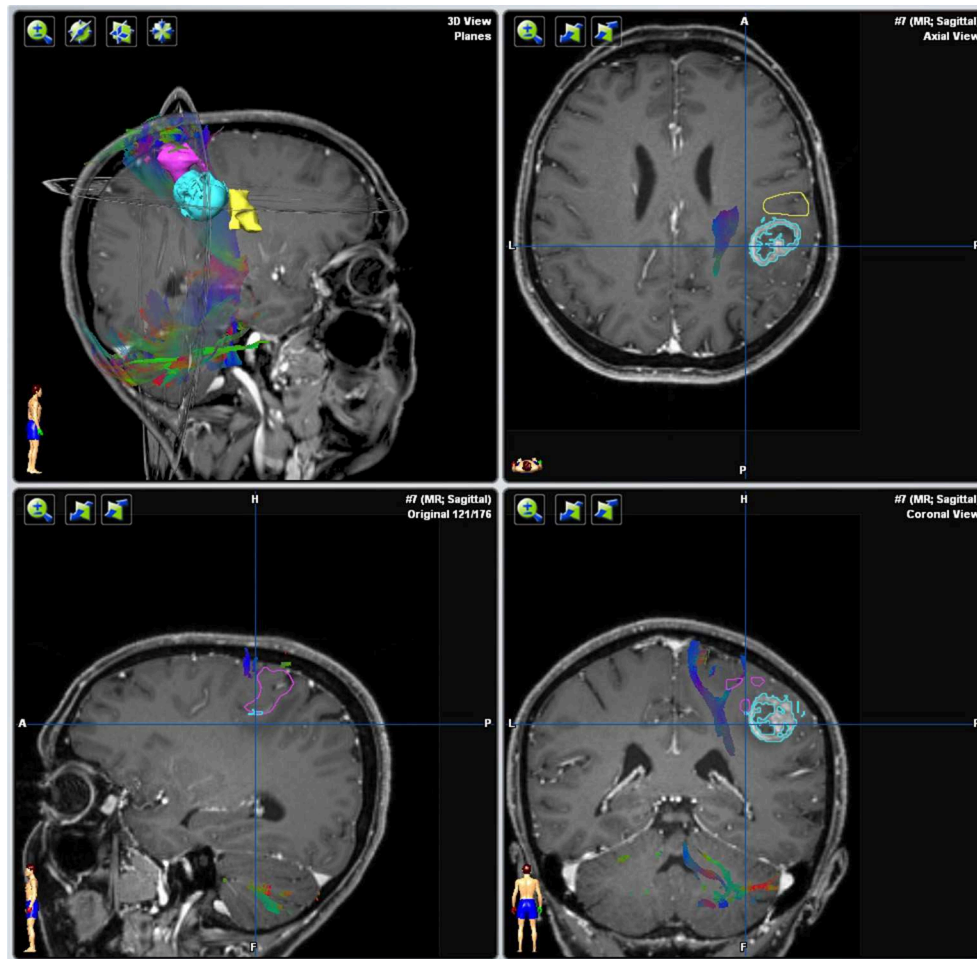 3D View
Planes
A
#7 (MR; Sagittal)
Axial View
L
P
H
#7 (MR; Sagittal)
Original 121/176
A
P
F
H
#7 (MR; Sagittal)
Coronal View
L
F